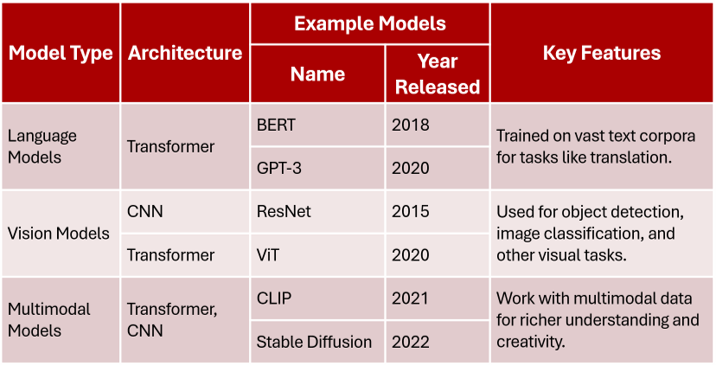 Model Type
Architecture
Example Models
Name
Year
Released
Key Features
Language
Models
Transformer
BERT
2018
GPT-3
2020
Trained on vast text corpora
for tasks like translation.
Vision Models
CNN
ResNet
2015
Transformer
ViT
2020
Used for object detection,
image classification, and
other visual tasks.
Multimodal
Models
Transformer,
CNN
CLIP
2021
Stable Diffusion
2022
Work with multimodal data
for richer understanding and
creativity.